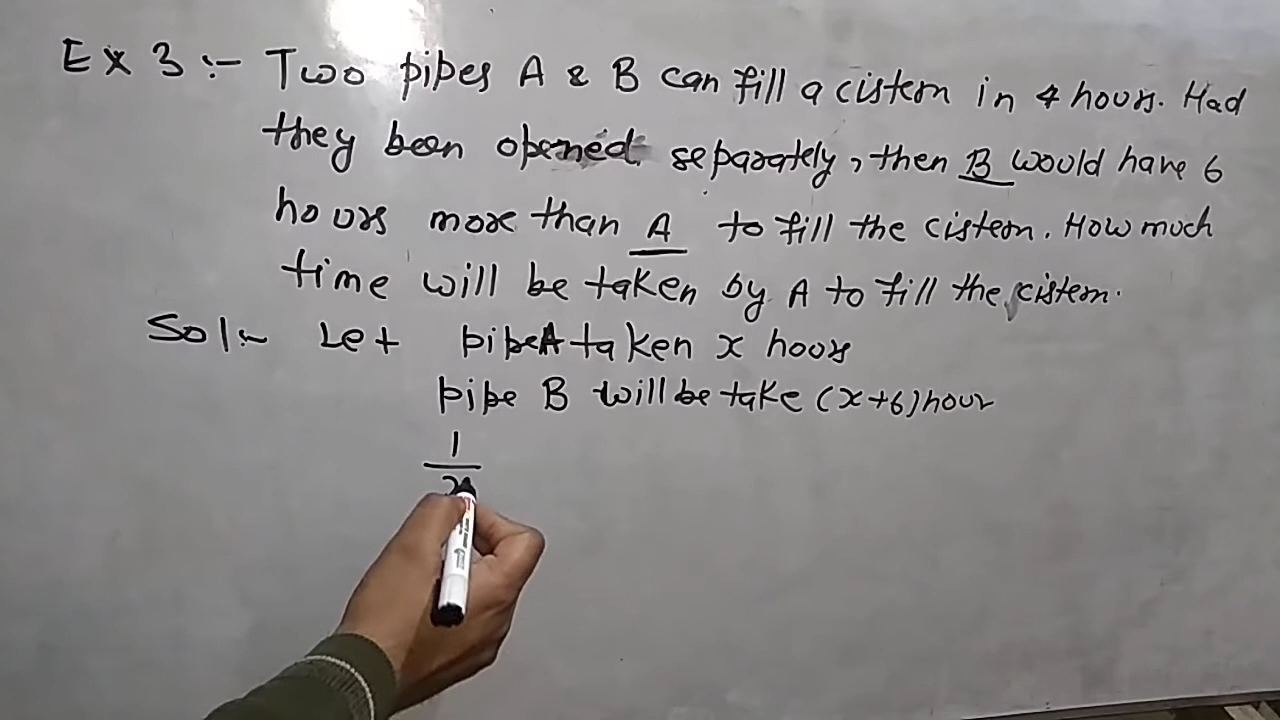 Ex 3 :- Two pipes A & B can fill a cistern in 4 hours. Had
they been opened separately, then B would have 6
hours more than A to fill the cistern. How much
time will be taken by A to fill the cistern.
Sol:- Let pipe A taken x hours
pipe B will be take (x+6) hour
1
x